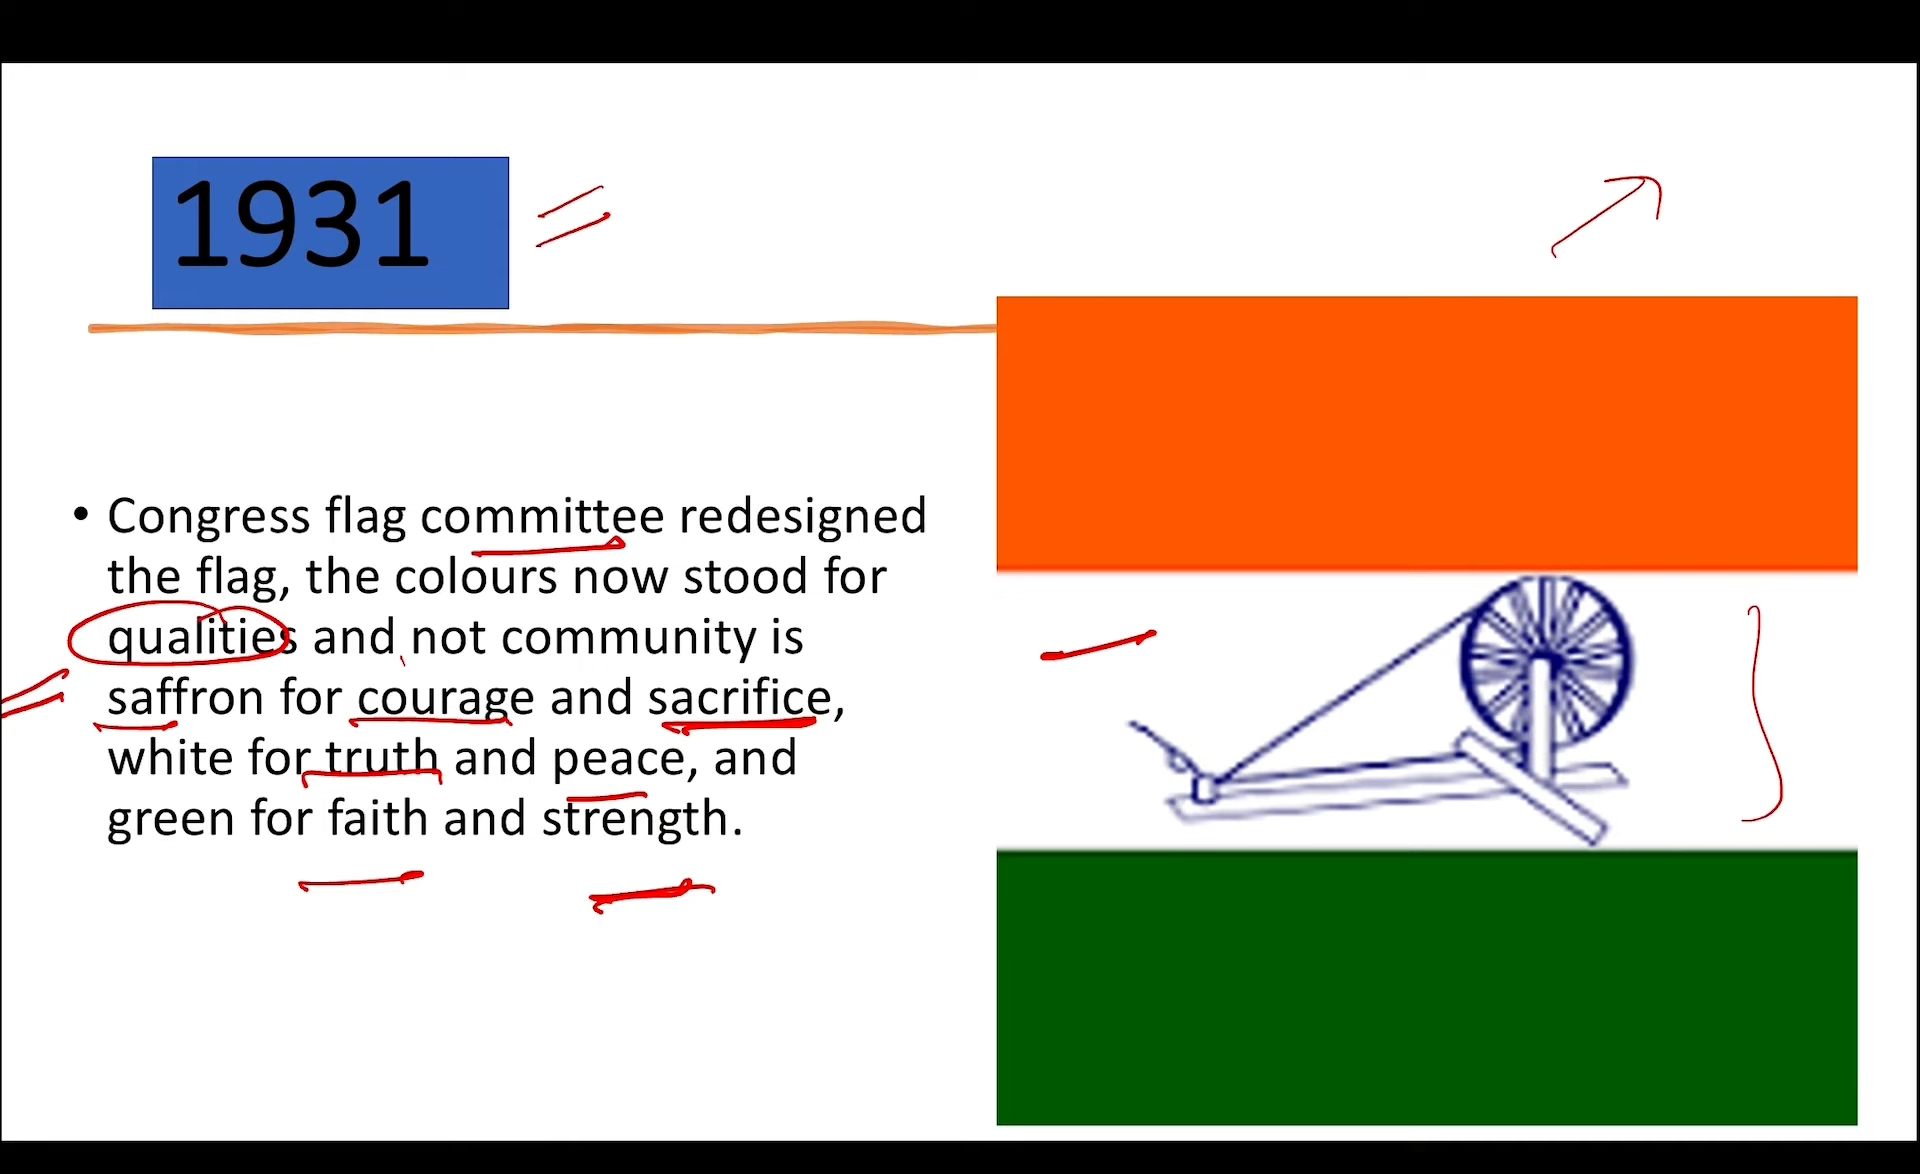 1931
• Congress flag committee redesigned
the flag, the colours now stood for
qualities and not community is
saffron for courage and sacrifice,
white for truth and peace, and
green for faith and strength.